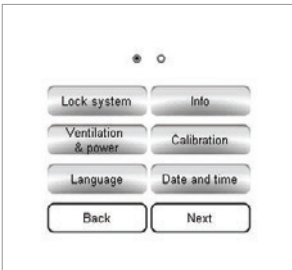 Lock system
Info
Ventilation
& power
Calibration
Language
Date and time
Back
Next